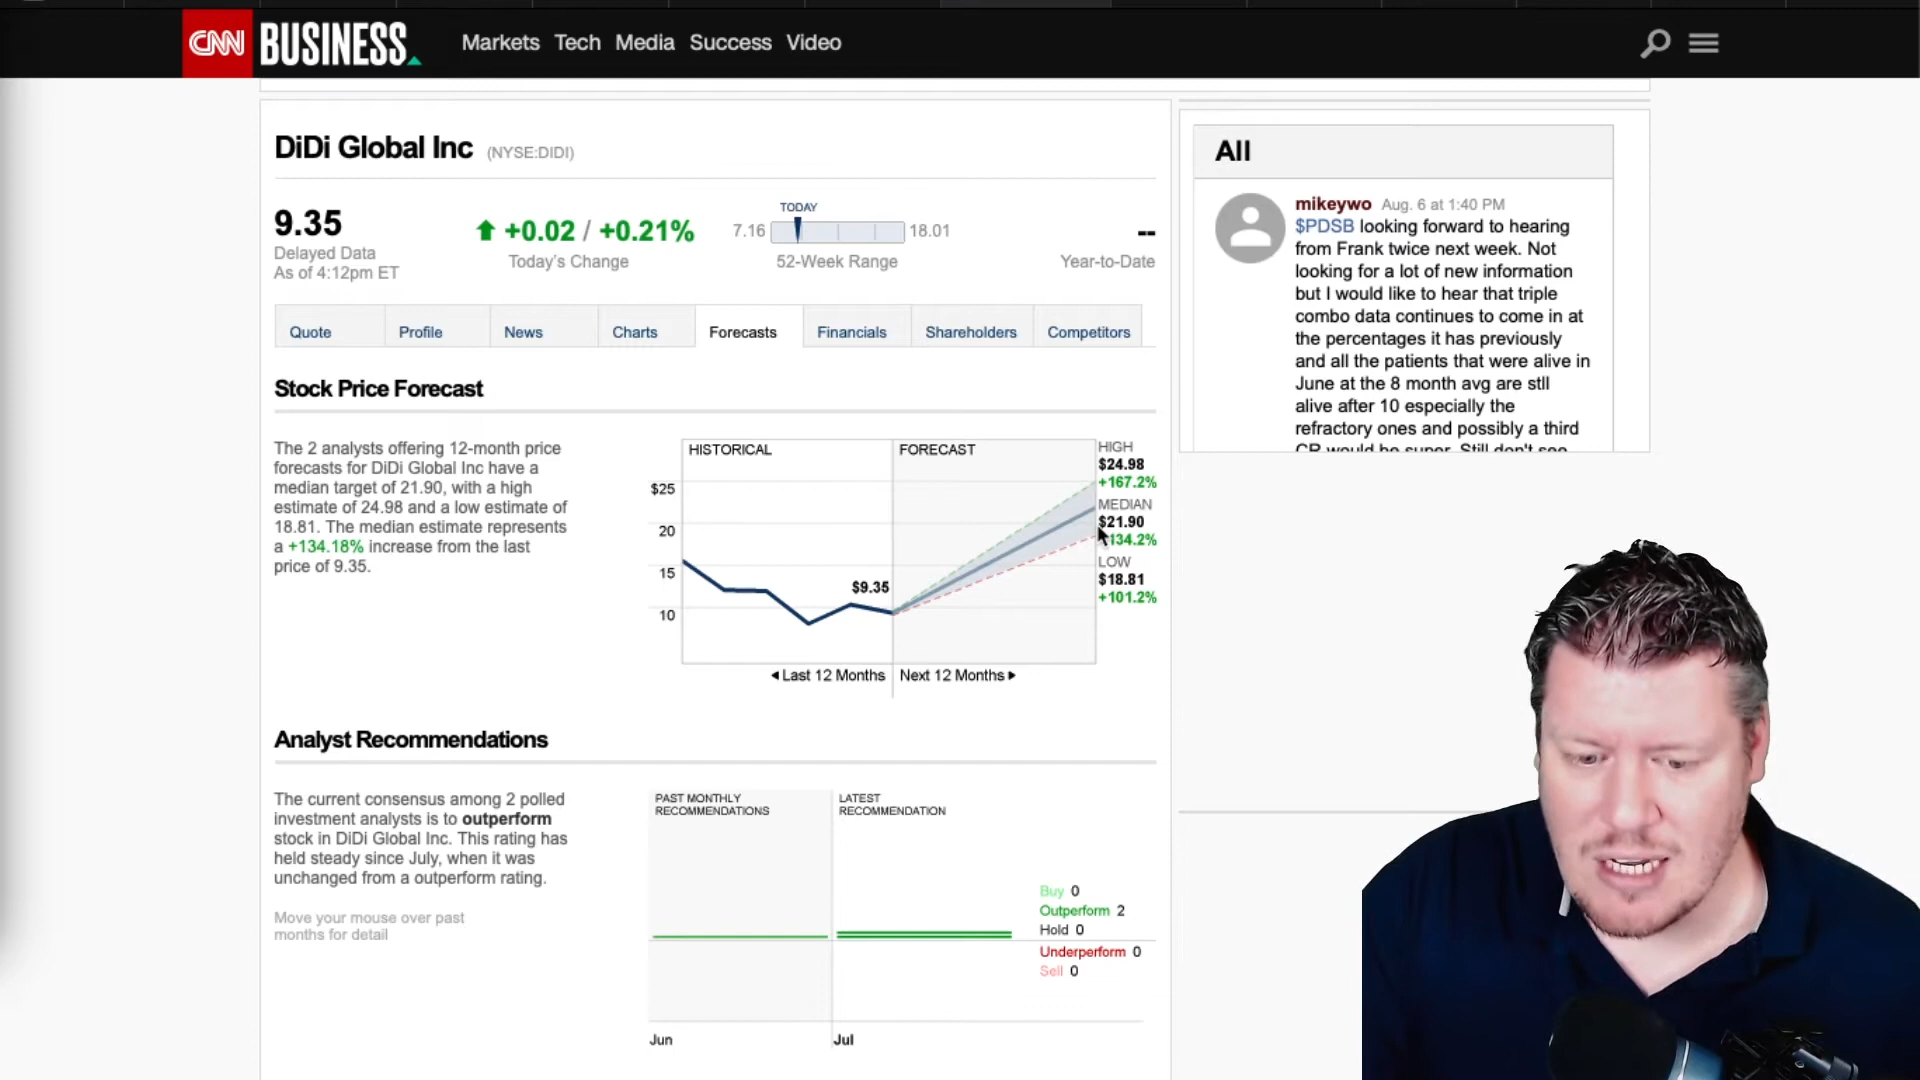 CNN BUSINESS Markets Tech Media Success Video
DiDi Global Inc (NYSE:DIDI)
9.35
Delayed Data
As of 4:12pm ET
+0.02 / +0.21%
Today's Change
TODAY
7.16 18.01
52-Week Range
--
Year-to-Date
Quote Profile News Charts Forecasts Financials Shareholders Competitors
Stock Price Forecast
The 2 analysts offering 12-month price
forecasts for DiDi Global Inc have a
median target of 21.90, with a high
estimate of 24.98 and a low estimate of
18.81. The median estimate represents
a +134.18% increase from the last
price of 9.35.
HISTORICAL FORECAST
$25
20
15
10
$9.35
HIGH
$24.98
+167.2%
MEDIAN
$21.90
134.2%
LOW
$18.81
+101.2%
Last 12 Months Next 12 Months
Analyst Recommendations
The current consensus among 2 polled
investment analysts is to outperform
stock in DiDi Global Inc. This rating has
held steady since July, when it was
unchanged from a outperform rating.
Move your mouse over past
months for detail
PAST MONTHLY
RECOMMENDATIONS
LATEST
RECOMMENDATION
Buy 0
Outperform 2
Hold 0
Underperform 0
Sell 0
Jun Jul
All
mikeywo Aug. 6 at 1:40 PM
$PDSB looking forward to hearing
from Frank twice next week. Not
looking for a lot of new information
but I would like to hear that triple
combo data continues to come in at
the percentages it has previously
and all the patients that were alive in
June at the 8 month avg are stll
alive after 10 especially the
refractory ones and possibly a third
CR would be super. Still don't see